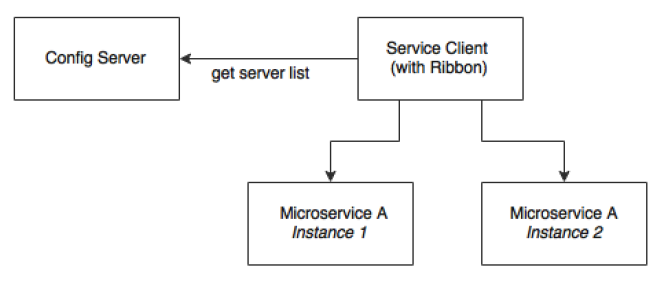 Config Server
get server list
Service Client
(with Ribbon)
Microservice A
Instance 1
Microservice A
Instance 2